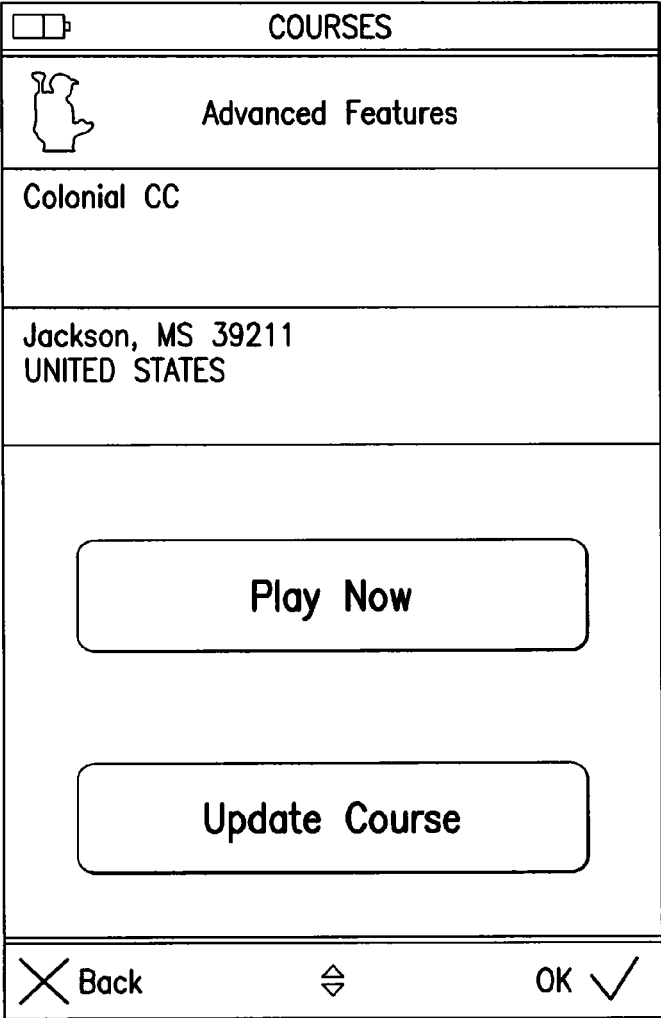 COURSES
Advanced Features
Colonial CC
Jackson, MS 39211
UNITED STATES
Play Now
Update Course
Back OK